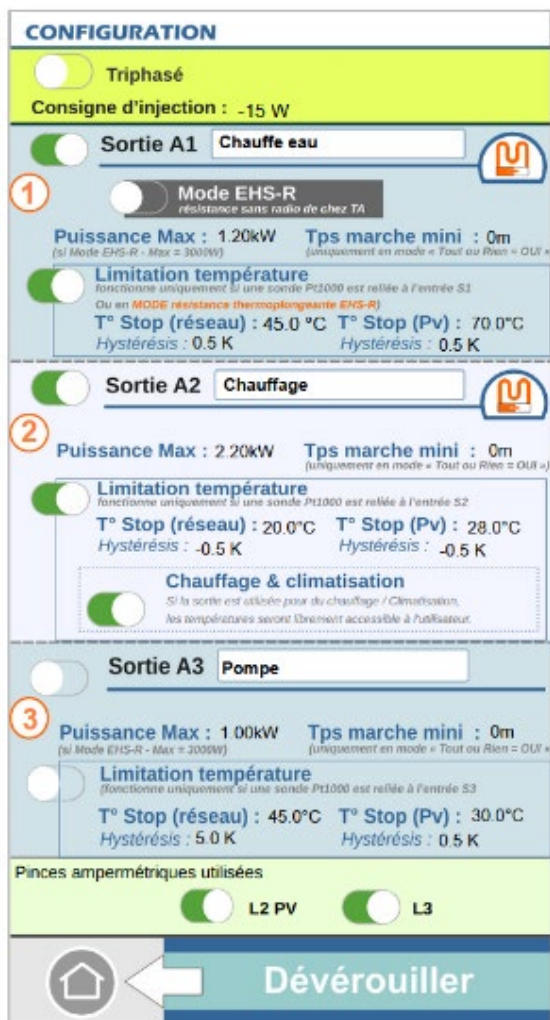 CONFIGURATION
Triphasé
Consigne d'injection : -15 W
Sortie A1 Chauffe eau
1
Mode EHS-R
résistance sans radio de chez TA
Puissance Max : 1.20kW Tps marche mini : 0m
(si Mode EHS-R - Max = 3000W) (uniquement en mode « Tout ou Rien = OUI »
Limitation température
fonctionne uniquement si une sonde Pt1000 est reliée à l'entrée S1
Ou en MODE résistance thermoplongeante EHS-R)
T° Stop (réseau) : 45.0 °C T° Stop (Pv) : 70.0°C
Hystérésis : 0.5 K Hystérésis : 0.5 K
Sortie A2 Chauffage
2
Puissance Max : 2.20kW Tps marche mini : 0m
(uniquement en mode « Tout ou Rien = OUI »)
Limitation température
fonctionne uniquement si une sonde Pt1000 est reliée à l'entrée S2
T° Stop (réseau) : 20.0°C T° Stop (Pv) : 28.0°C
Hystérésis : -0.5 K Hystérésis : -0.5 K
Chauffage & climatisation
Si la sortie est utilisée pour du chauffage / Climatisation,
les températures seront librement accessible à l'utilisateur.
Sortie A3 Pompe
3
Puissance Max : 1.00kW Tps marche mini : 0m
(si Mode EHS-R - Max = 3000W) (uniquement en mode « Tout ou Rien = OUI »
Limitation température
(fonctionne uniquement si une sonde Pt1000 est reliée à l'entrée S3
T° Stop (réseau) : 45.0°C T° Stop (Pv) : 30.0°C
Hystérésis : 5.0 K Hystérésis : 0.5 K
Pinces ampermétriques utilisées
L2 PV L3
Dévérouiller